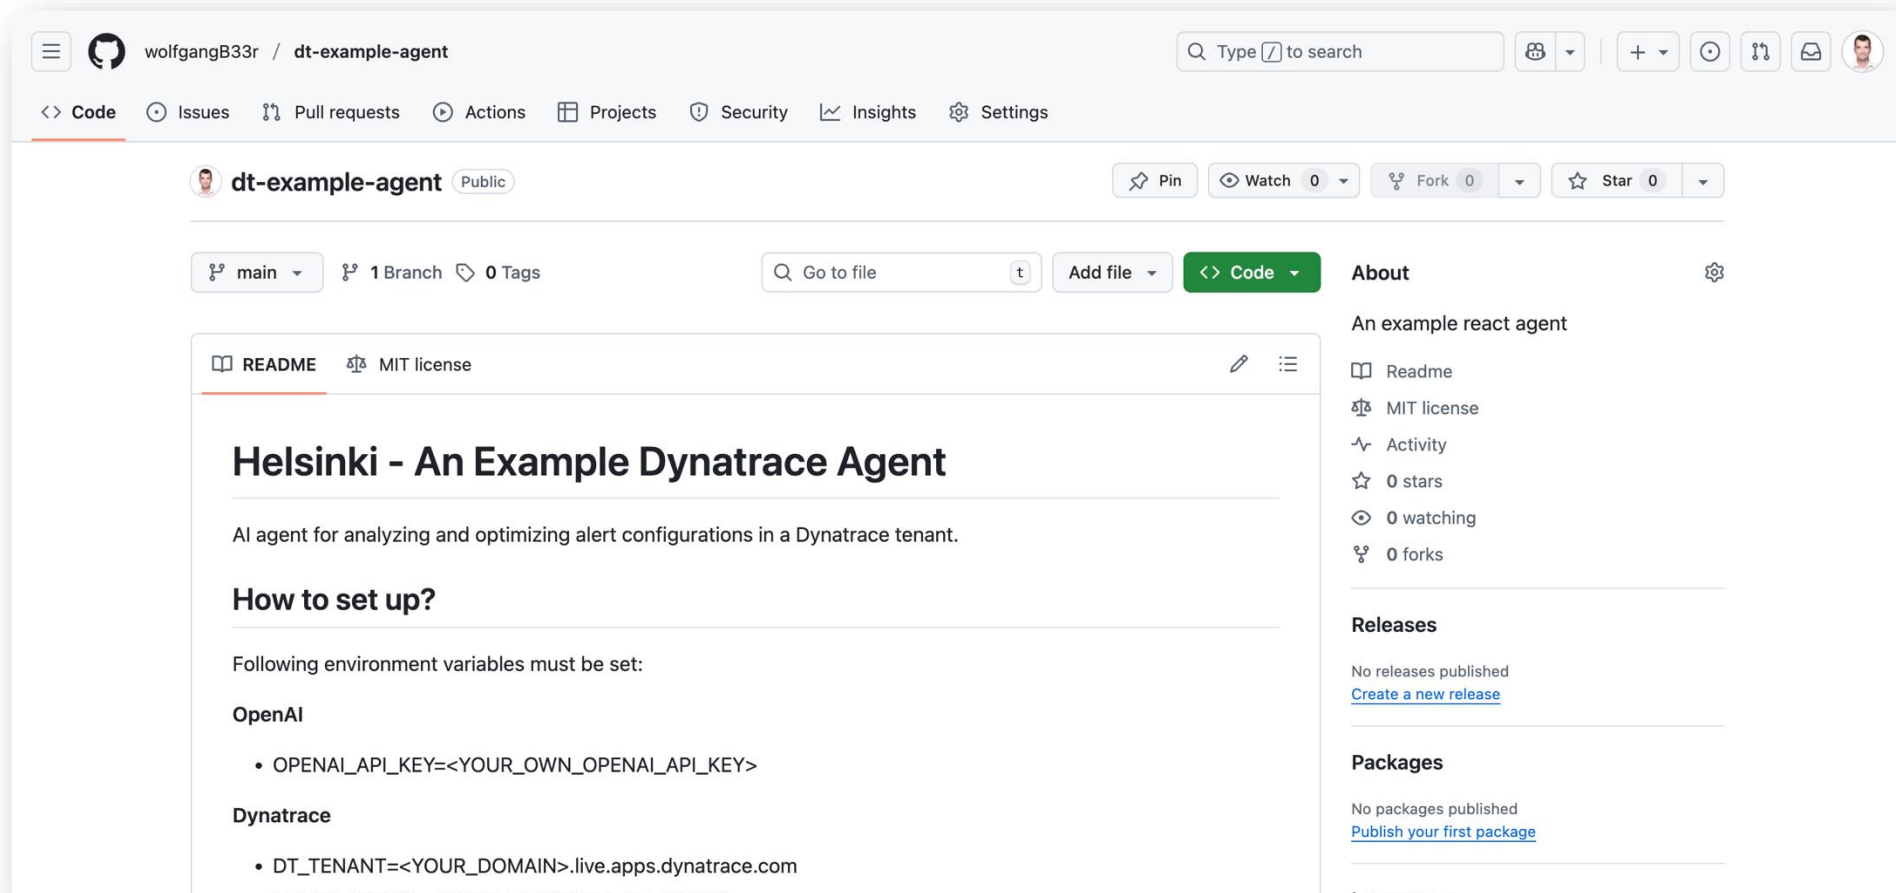 wolfgangB33r / dt-example-agent
Type / to search
Code Issues Pull requests Actions Projects Security Insights Settings
dt-example-agent Public
Pin Watch 0 Fork 0 Star 0
main 1 Branch 0 Tags
Go to file t
Add file Code
README MIT license
Helsinki - An Example Dynatrace Agent
AI agent for analyzing and optimizing alert configurations in a Dynatrace tenant.
How to set up?
Following environment variables must be set:
OpenAI
• OPENAI_API_KEY=<YOUR_OWN_OPENAI_API_KEY>
Dynatrace
• DT_TENANT=<YOUR_DOMAIN>.live.apps.dynatrace.com
About
An example react agent
Readme
MIT license
Activity
0 stars
0 watching
0 forks
Releases
No releases published
Create a new release
Packages
No packages published
Publish your first package